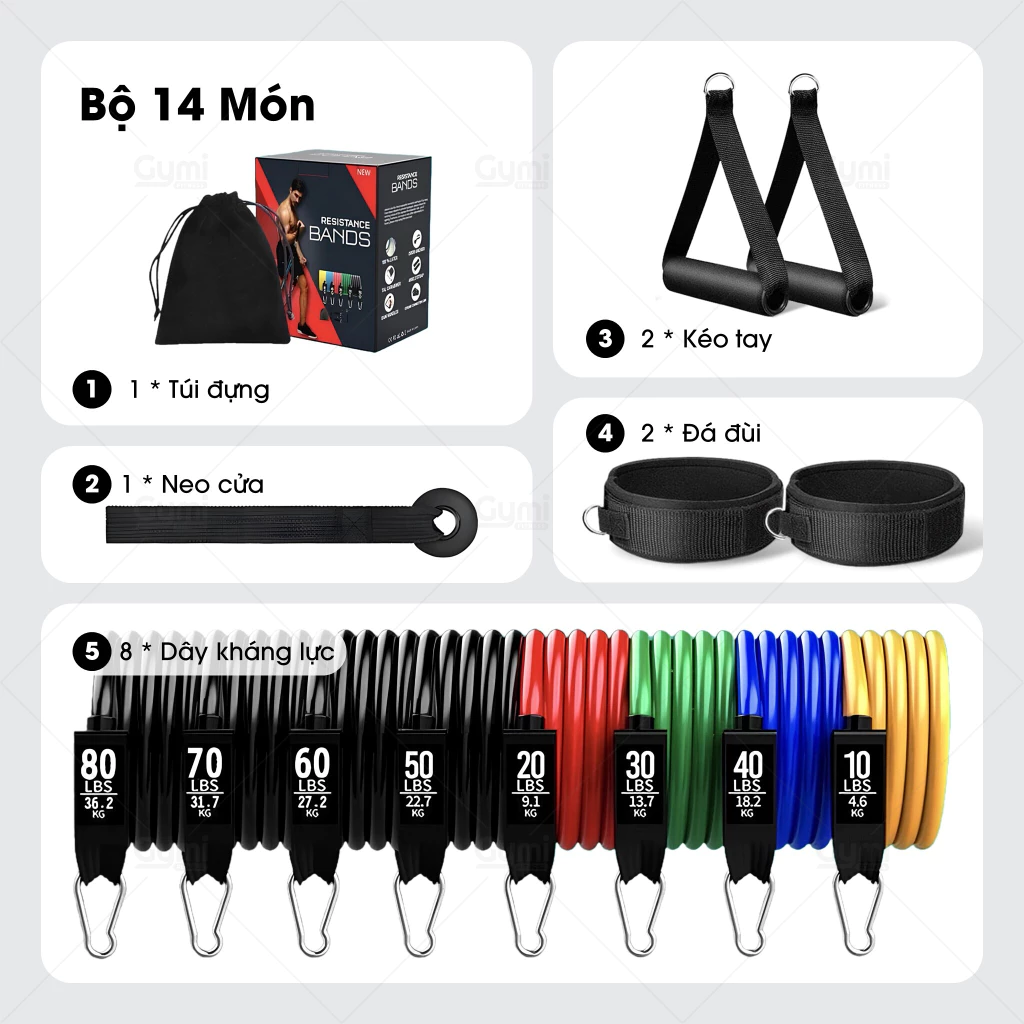 Bộ 14 Món
NEW
RESISTANCE
BANDS
RESISTANCE
BANDS
1 1 * Túi đựng
3 2 * Kéo tay
2 1 * Neo cửa
4 2 * Đá đùi
5 8 * Dây kháng lực
80 LBS 36.2 KG
70 LBS 31.7 KG
60 LBS 27.2 KG
50 LBS 22.7 KG
20 LBS 9.1 KG
30 LBS 13.7 KG
40 LBS 18.2 KG
10 LBS 4.6 KG
Gymi